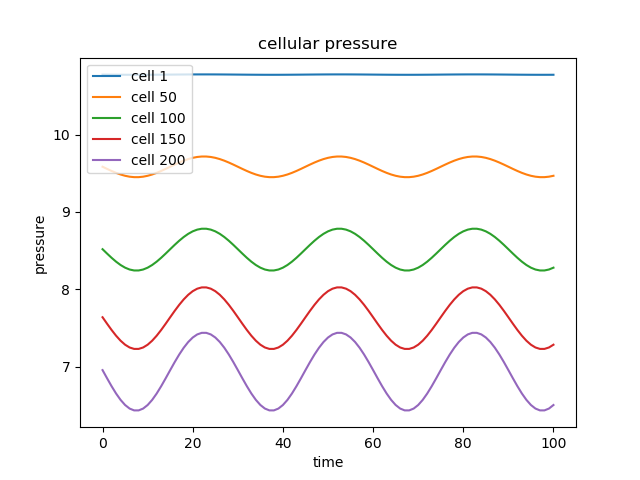 cellular pressure
cell 1
cell 50
cell 100
cell 150
cell 200
pressure
10
9
8
7
0 20 40 60 80 100
time